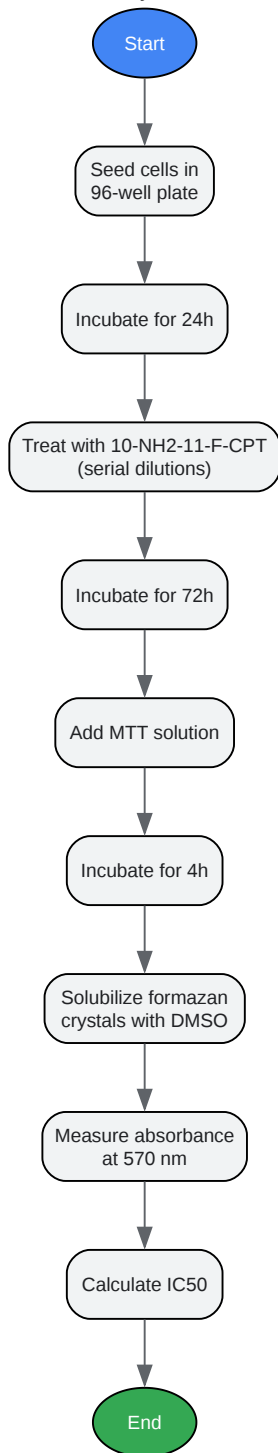 Start
Seed cells in
96-well plate
Incubate for 24h
Treat with 10-NH2-11-F-CPT
(serial dilutions)
Incubate for 72h
Add MTT solution
Incubate for 4h
Solubilize formazan
crystals with DMSO
Measure absorbance
at 570 nm
Calculate IC50
End